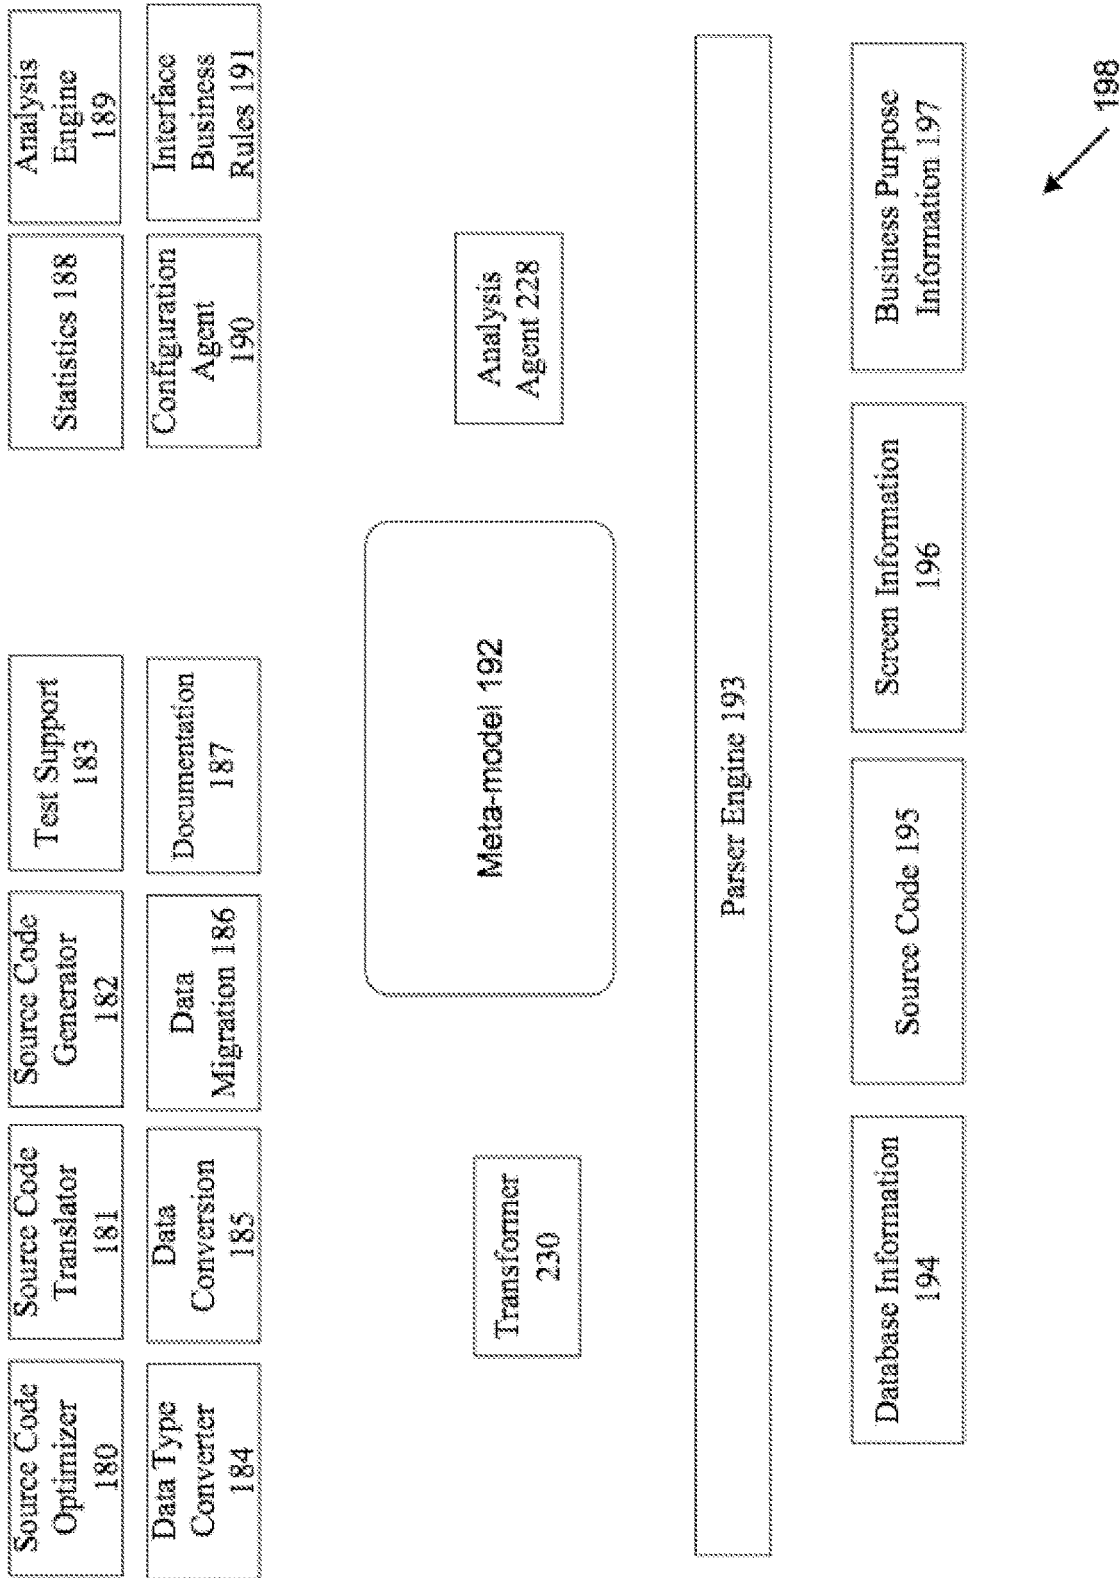 Source Code
Optimizer
180
Source Code
Translator
181
Source Code
Generator
182
Test Support
183
Statistics 188
Analysis
Engine
189
Data Type
Converter
184
Data
Conversion
185
Data
Migration 186
Documentation
187
Configuration
Agent
190
Interface
Business
Rules 191
Transformer
230
Meta-model 192
Analysis
Agent 228
Parser Engine 193
Database Information
194
Source Code 195
Screen Information
196
Business Purpose
Information 197
198